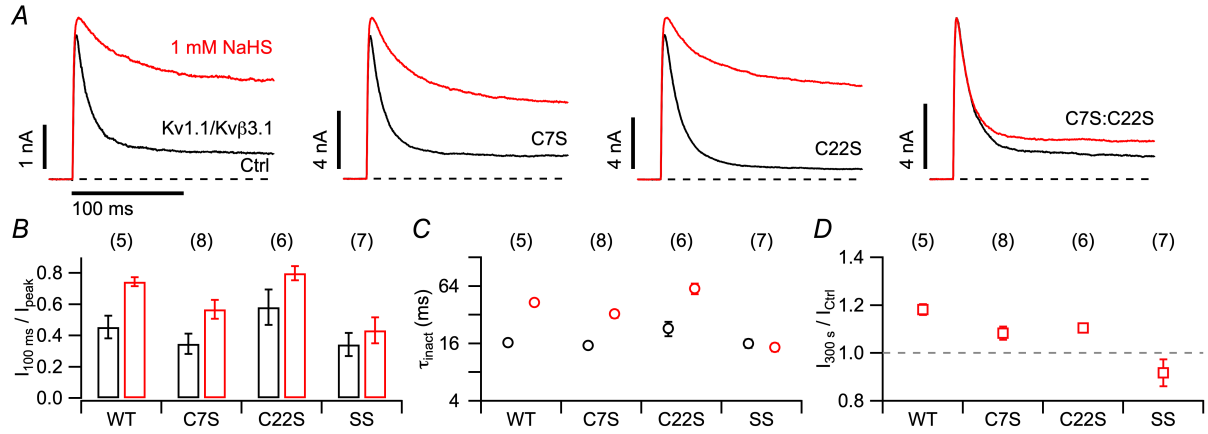 A
1 mM NaHS
Kvβ3.1
Kv1.1/Kvβ3.1
Ctrl
1 nA
100 ms
C7S
4 nA
C22S
4 nA
C7S:C22S
4 nA
B
(5) (8) (6) (7)
I100 ms / Ipeak
0.8
0.6
0.4
0.2
0.0
WT C7S C22S SS
C
(5) (8) (6) (7)
τinact (ms)
64
16
4
WT C7S C22S SS
D
(5) (8) (6) (7)
I300 s / ICtrl
1.4
1.2
1.0
0.8
WT C7S C22S SS